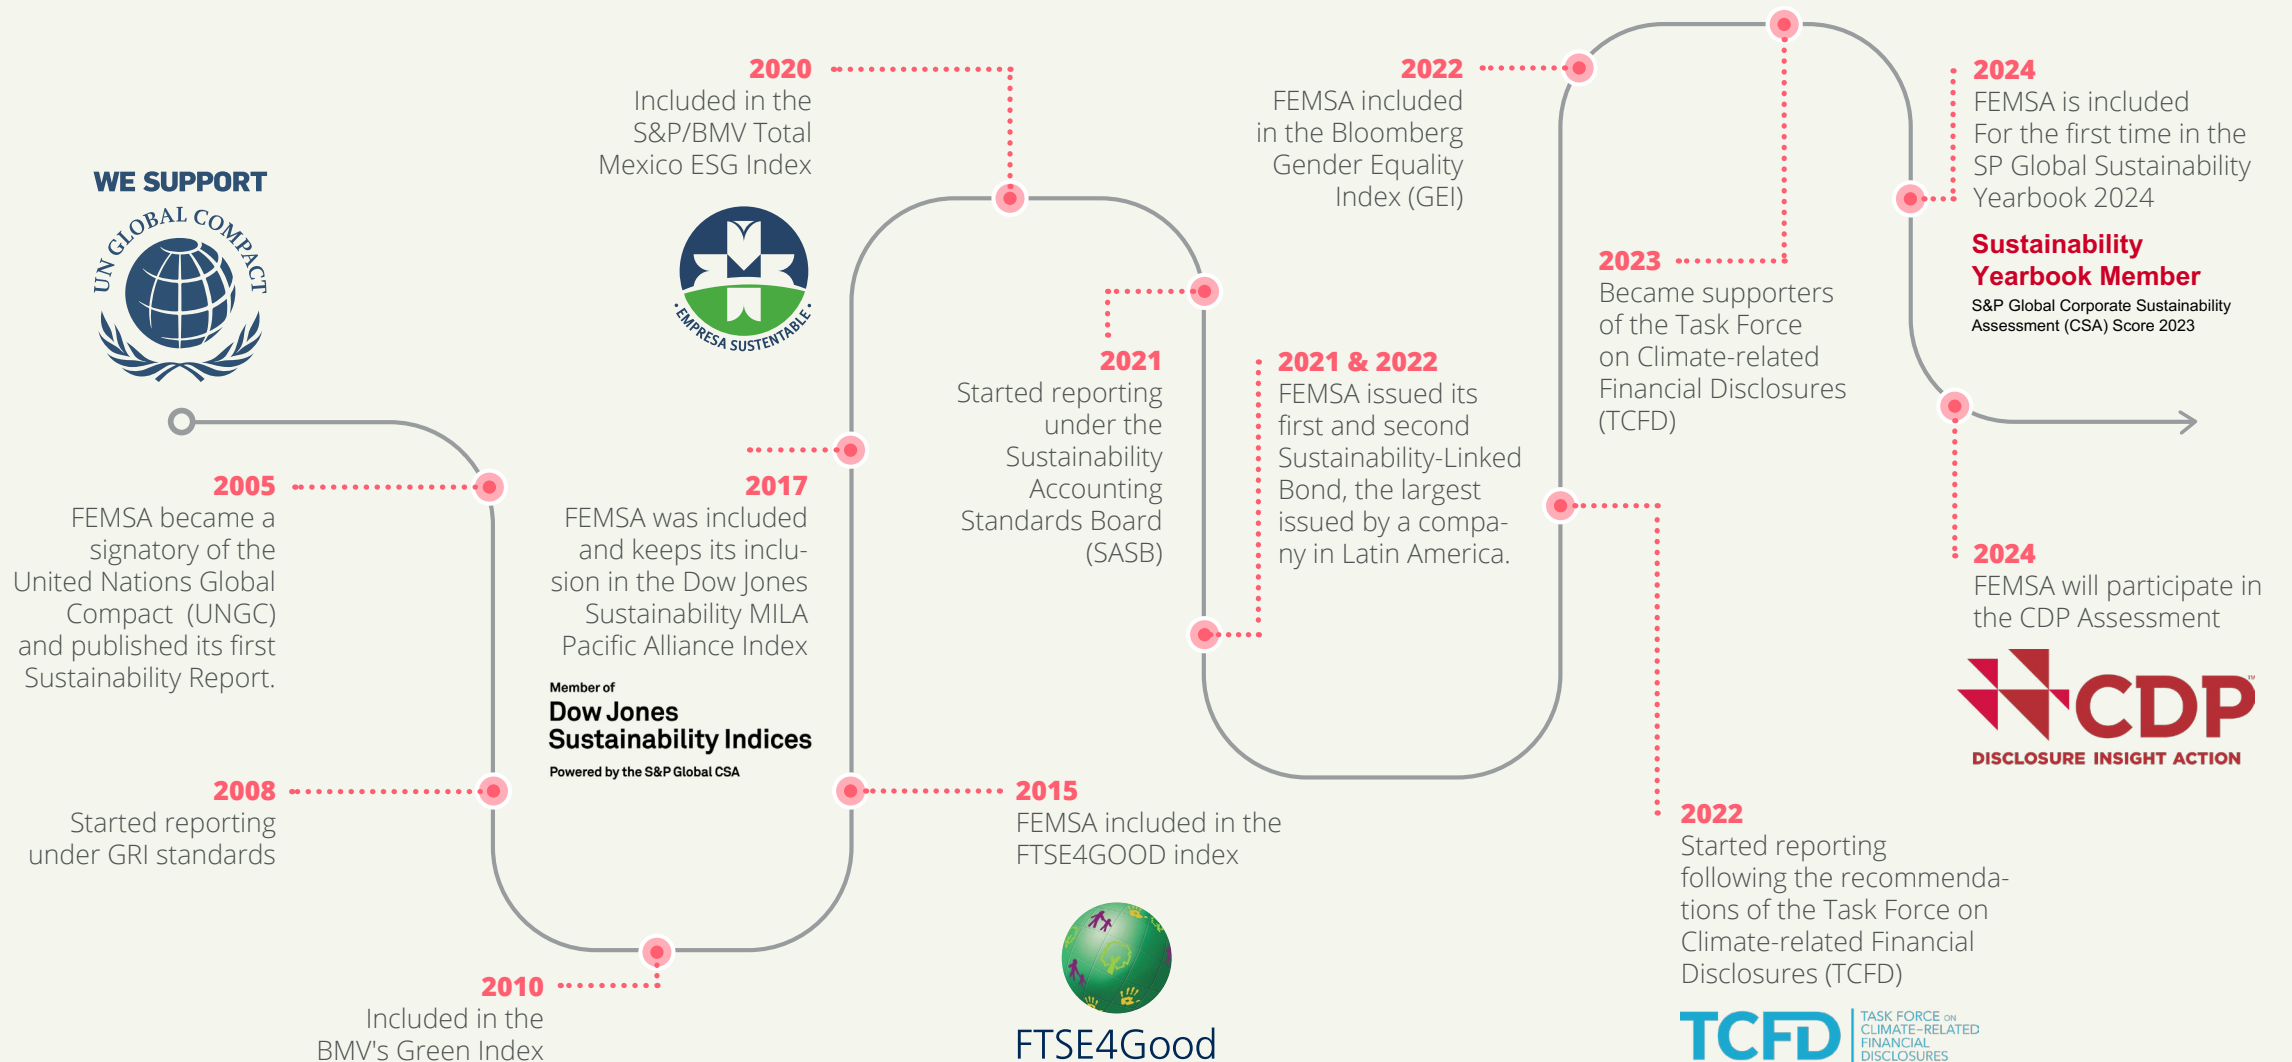 WE SUPPORT
UN GLOBAL COMPACT
2005
FEMSA became a
signatory of the
United Nations Global
Compact (UNGC)
and published its first
Sustainability Report.
2008
Started reporting
under GRI standards
2010
Included in the
BMV's Green Index
2015
FEMSA included in the
FTSE4GOOD index
FTSE4Good
2017
FEMSA was included
and keeps its inclu-
sion in the Dow Jones
Sustainability MILA
Pacific Alliance Index
Member of
Dow Jones
Sustainability Indices
Powered by the S&P Global CSA
2020
Included in the
S&P/BMV Total
Mexico ESG Index
·EMPRESA SUSTENTABLE·
2021
Started reporting
under the
Sustainability
Accounting
Standards Board
(SASB)
2021 & 2022
FEMSA issued its
first and second
Sustainability-Linked
Bond, the largest
issued by a compa-
ny in Latin America.
2022
Started reporting
following the recommenda-
tions of the Task Force on
Climate-related Financial
Disclosures (TCFD)
TCFD
TASK FORCE ON
CLIMATE-RELATED
FINANCIAL
DISCLOSURES
2022
FEMSA included
in the Bloomberg
Gender Equality
Index (GEI)
2023
Became supporters
of the Task Force
on Climate-related
Financial Disclosures
(TCFD)
2024
FEMSA is included
For the first time in the
SP Global Sustainability
Yearbook 2024
Sustainability
Yearbook Member
S&P Global Corporate Sustainability
Assessment (CSA) Score 2023
2024
FEMSA will participate in
the CDP Assessment
CDP™
DISCLOSURE INSIGHT ACTION